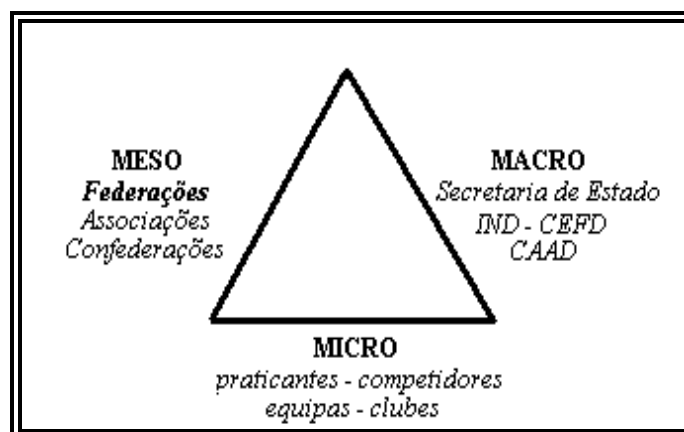 MESO
Federações
Associações
Confederações
MACRO
Secretaria de Estado
IND - CEFD
CAAD
MICRO
praticantes - competidores
equipas - clubes